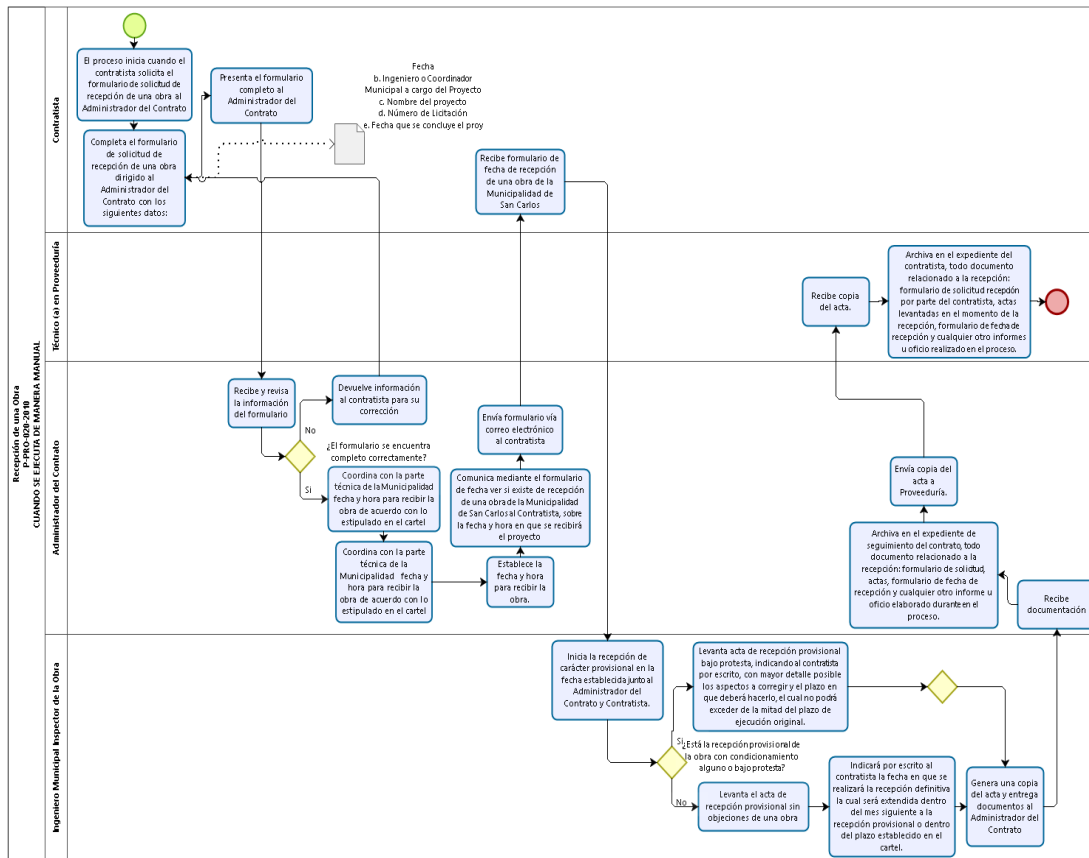 Recepción de una Obra
P-PRO-020-2010
CUANDO SE EJECUTA DE MANERA MANUAL
Contratista
El proceso inicia cuando el
contratista solicita el
formulario de solicitud de
recepción de una obra al
Administrador del Contrato
Completa el formulario
de solicitud de
recepción de una obra
dirigido al
Administrador del
Contrato con los
siguientes datos:
Presenta el formulario
completo al
Administrador del
Contrato
Fecha
b. Ingeniero o Coordinador
Municipal a cargo del Proyecto
c. Nombre del proyecto
d. Número de Licitación
e. Fecha que se concluye el proy
Recibe formulario de
fecha de recepción
de una obra de la
Municipalidad de
San Carlos
Técnico (a) en Proveeduría
Recibe copia
del acta.
Archiva en el expediente del
contratista, todo documento
relacionado a la recepción:
formulario de solicitud recepción
por parte del contratista, actas
levantadas en el momento de la
recepción, formulario de fecha de
recepción y cualquier otro informes
u oficio realizado en el proceso.
Administrador del Contrato
Recibe y revisa
la información
del formulario
Devuelve información
al contratista para su
corrección
No
¿El formulario se encuentra
completo correctamente?
Si
Coordina con la parte
técnica de la Municipalidad
fecha y hora para recibir la
obra de acuerdo con lo
estipulado en el cartel
Coordina con la parte
técnica de la
Municipalidad fecha y
hora para recibir la
obra de acuerdo con lo
estipulado en el cartel
Establece la
fecha y hora
para recibir la
obra.
Comunica mediante el formulario
de fecha ver si existe de recepción
de una obra de la Municipalidad
de San Carlos al Contratista, sobre
la fecha y hora en que se recibirá
el proyecto
Envía formulario vía
correo electrónico
al contratista
Envía copia del
acta a
Proveeduría.
Archiva en el expediente de
seguimiento del contrato, todo
documento relacionado a la
recepción: formulario de solicitud,
actas, formulario de fecha de
recepción y cualquier otro informe u
oficio elaborado durante en el
proceso.
Recibe
documentación
Ingeniero Municipal Inspector de la Obra
Inicia la recepción de
carácter provisional en la
fecha establecida junto al
Administrador del
Contrato y Contratista.
Levanta acta de recepción provisional
bajo protesta, indicando al contratista
por escrito, con mayor detalle posible
los aspectos a corregir y el plazo en
que deberá hacerlo, el cual no podrá
exceder de la mitad del plazo de
ejecución original.
Si
¿Está la recepción provisional de
la obra con condicionamiento
alguno o bajo protesta?
No
Levanta el acta de
recepción provisional sin
objeciones de una obra
Indicará por escrito al
contratista la fecha en que se
realizará la recepción definitiva
la cual será extendida dentro
del mes siguiente a la
recepción provisional o dentro
del plazo establecido en el
cartel.
Genera una copia
del acta y entrega
documentos al
Administrador del
Contrato